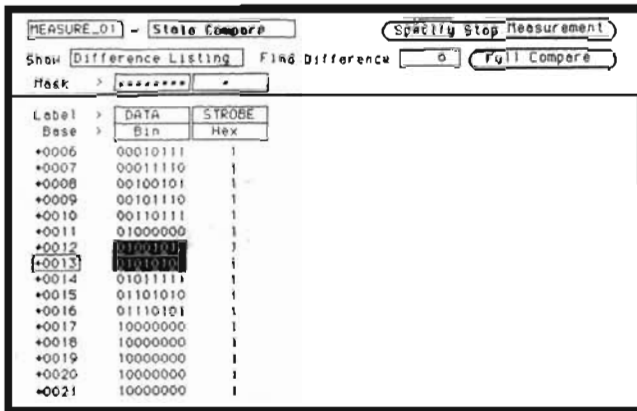 MEASURE_01 - State Compare Specify Stop Measurement
Show Difference Listing Find Difference 0 Full Compare
Mask > ******** *
Label > DATA STROBE
Base > Bin Hex
+0006 00010111 1
+0007 00011110 1
+0008 00100101 1
+0009 00101110 1
+0010 00110111 1
+0011 01000000 1
+0012 1
+0013 1
+0014 01011111 1
+0015 01101010 1
+0016 01110101 1
+0017 10000000 1
+0018 10000000 1
+0019 10000000 1
+0020 10000000 1
+0021 10000000 1